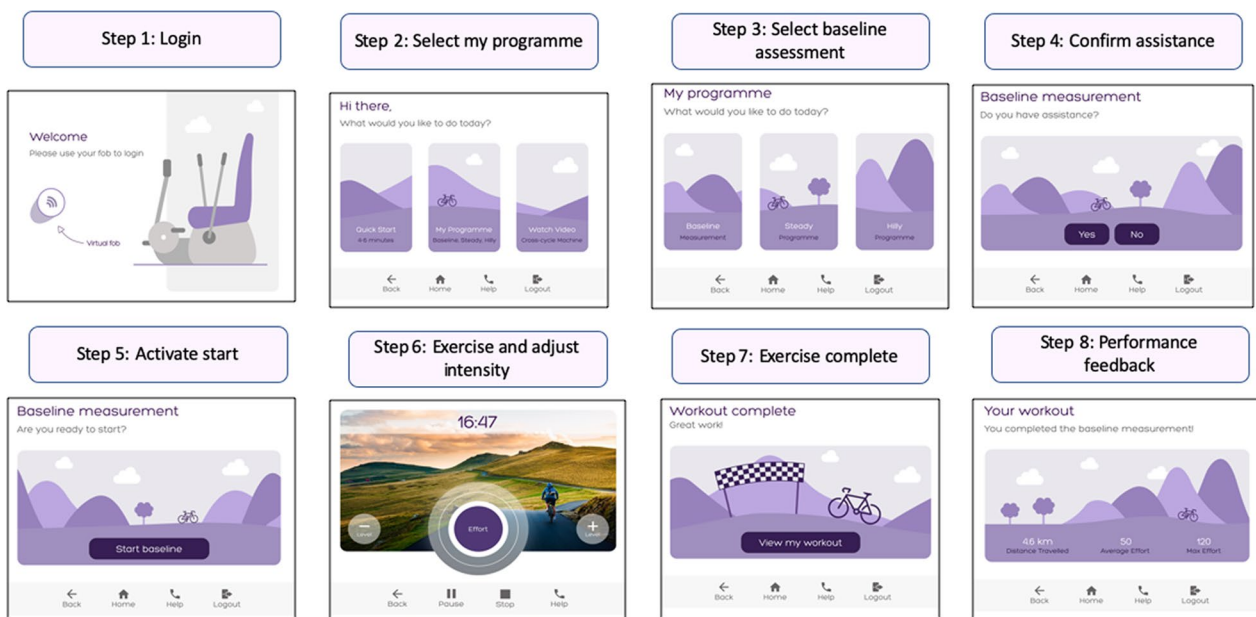 Step 1: Login
Welcome
Please use your fob to login
Virtual fob
Step 2: Select my programme
Hi there,
What would you like to do today?
Quick Start
4-6 minutes
My Programme
Baseline, Steady, Hilly
Watch Video
Cross-cycle Machine
Back
Home
Help
Logout
Step 3: Select baseline
assessment
My programme
What would you like to do today?
Baseline
Measurement
Steady
Programme
Hilly
Programme
Back
Home
Help
Logout
Step 4: Confirm assistance
Baseline measurement
Do you have assistance?
Yes
No
Back
Home
Help
Logout
Step 5: Activate start
Baseline measurement
Are you ready to start?
Start baseline
Back
Home
Help
Logout
Step 6: Exercise and adjust
intensity
16:47
Level
Effort
Level
Back
Pause
Stop
Help
Step 7: Exercise complete
Workout complete
Great work!
View my workout
Back
Home
Help
Logout
Step 8: Performance
feedback
Your workout
You completed the baseline measurement!
4.6 km
Distance Travelled
50
Average Effort
120
Max Effort
Back
Home
Help
Logout